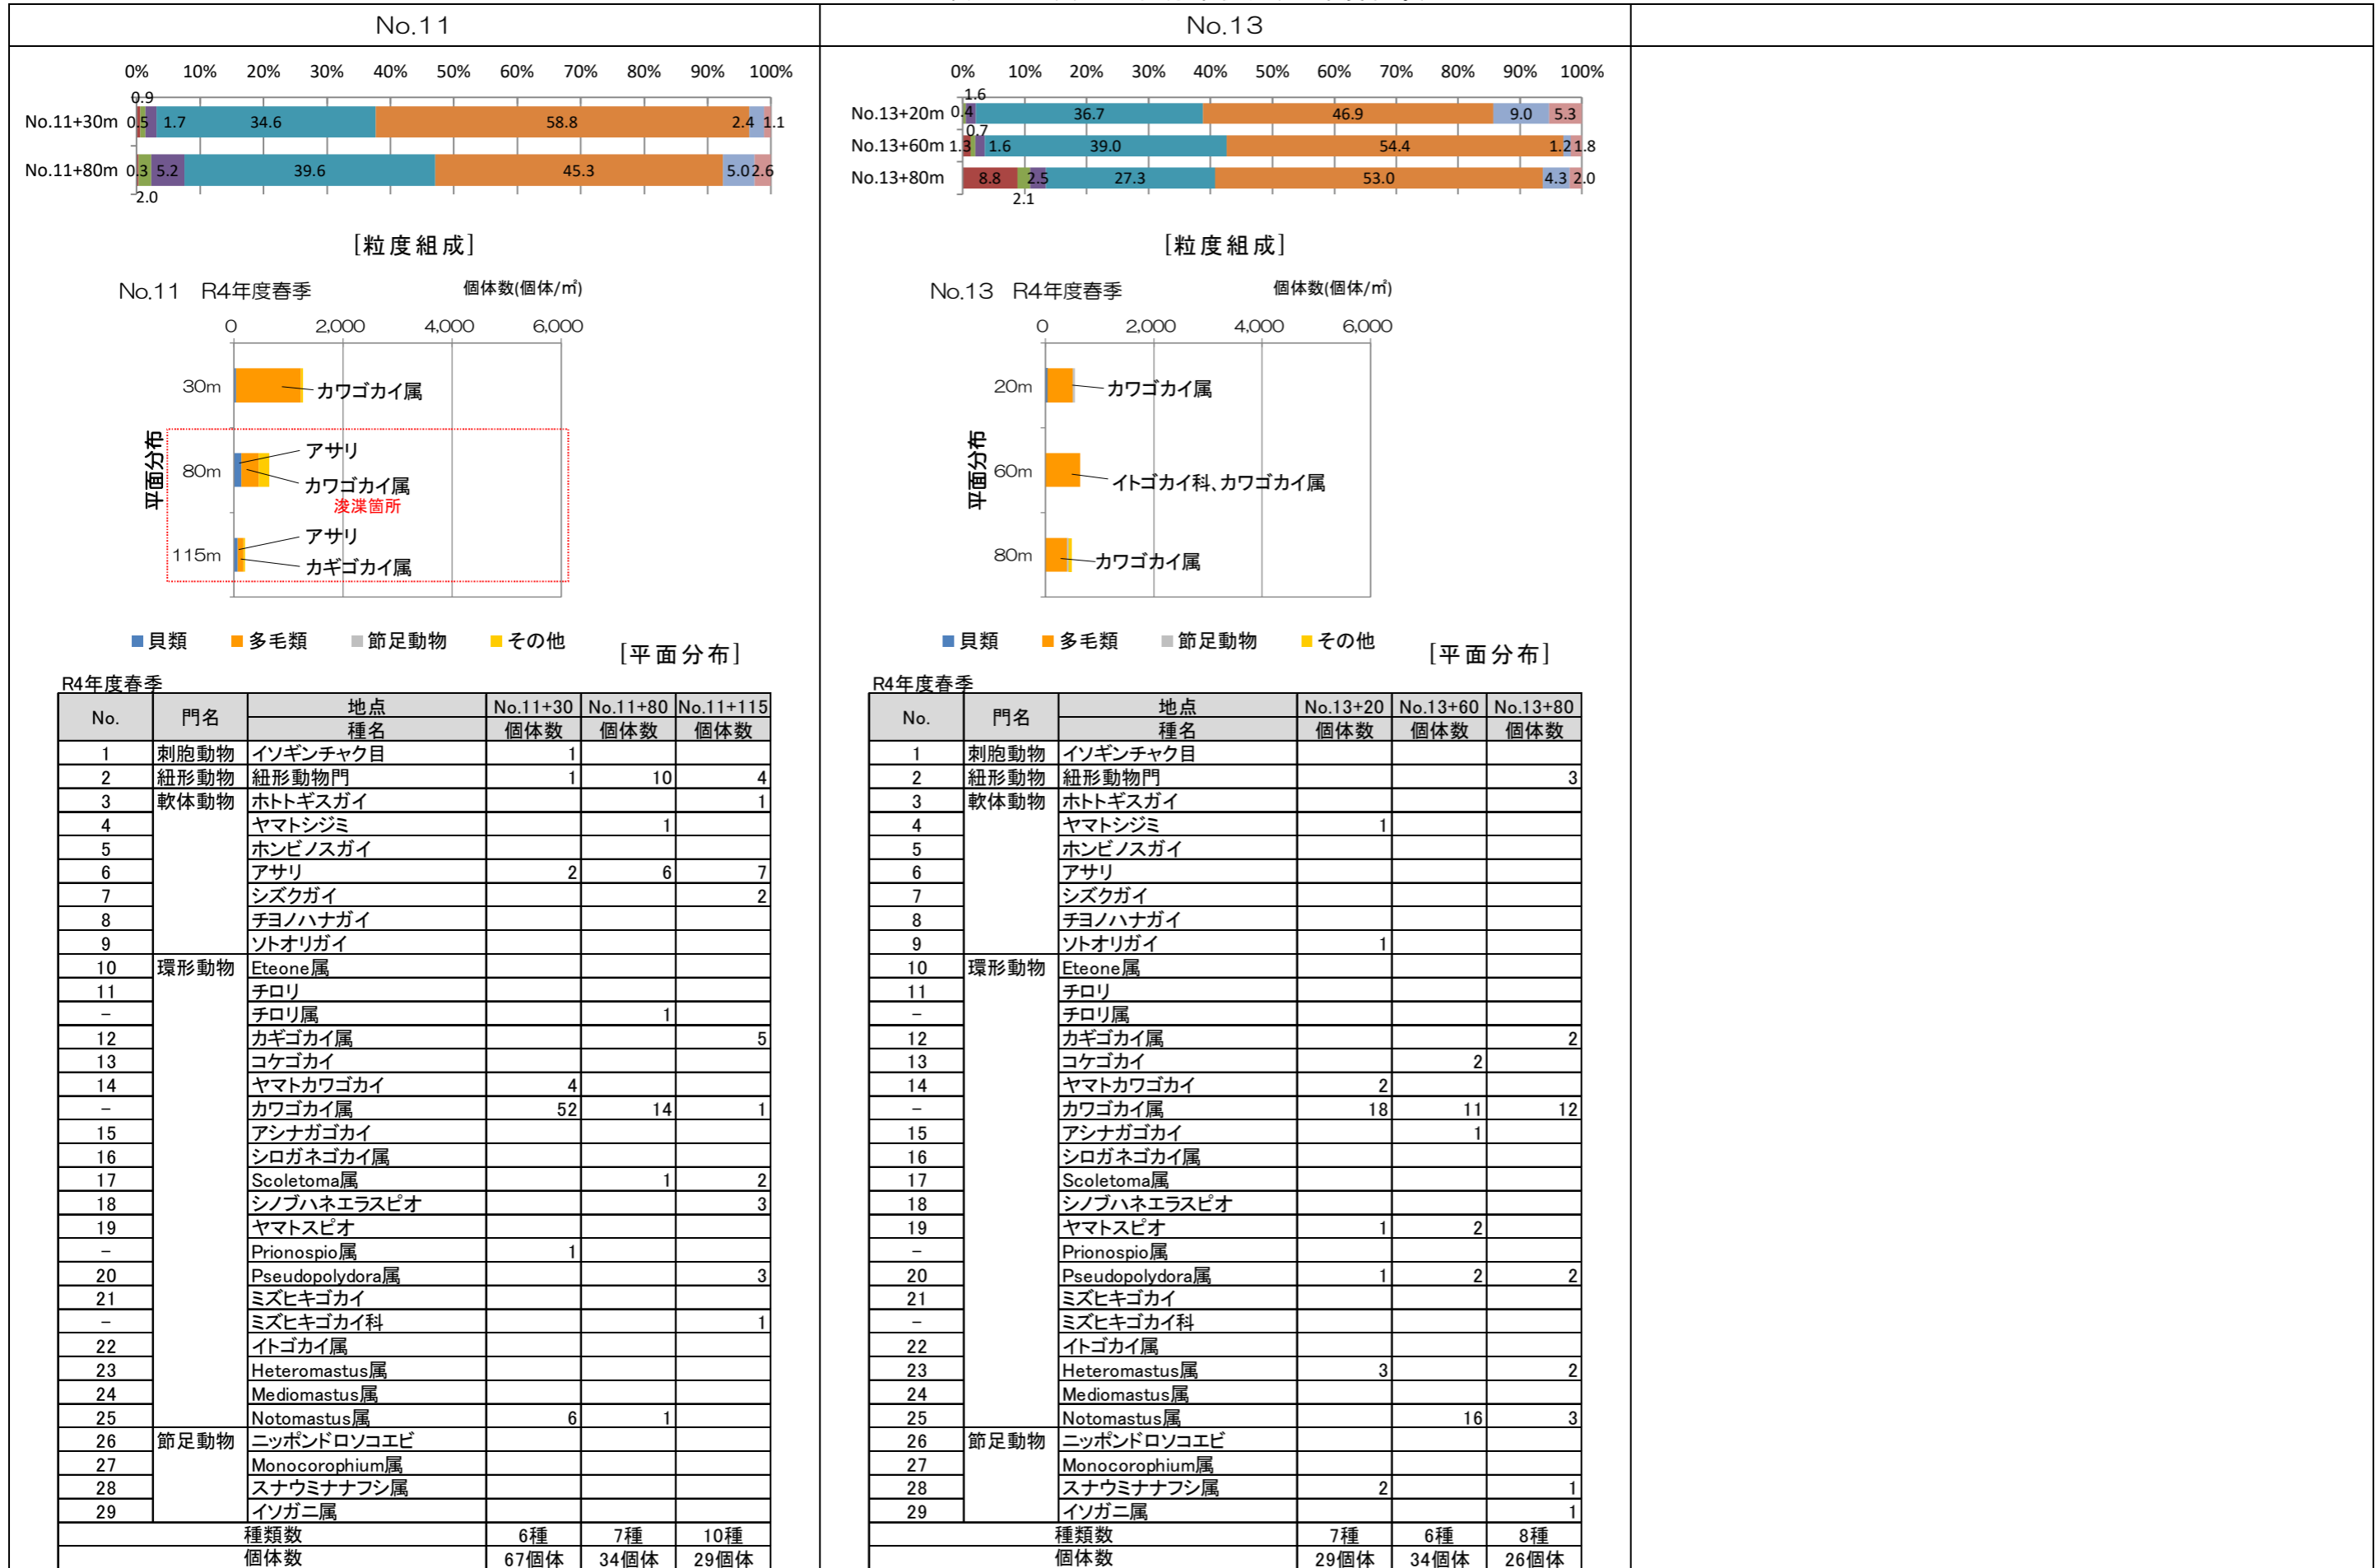 No.11
No.13
0% 10% 20% 30% 40% 50% 60% 70% 80% 90% 100%
0.9
No.11+30m 0.5 1.7 34.6 58.8 2.4 1.1
No.11+80m 0.3 5.2 39.6 45.3 5.0 2.6
2.0
[粒度組成]
No.11 R4年度春季 個体数(個体/㎡)
0 2,000 4,000 6,000
平面分布
30m カワゴカイ属
80m アサリ
カワゴカイ属
浚渫箇所
115m アサリ
カギゴカイ属
貝類 多毛類 節足動物 その他
[平面分布]
R4年度春季
No. 門名 地点 No.11+30 No.11+80 No.11+115
種名 個体数 個体数 個体数
1 刺胞動物 イソギンチャク目 1
2 紐形動物 紐形動物門 1 10 4
3 軟体動物 ホトトギスガイ 1
4 ヤマトシジミ 1
5 ホンビノスガイ
6 アサリ 2 6 7
7 シズクガイ 2
8 チヨノハナガイ
9 ソトオリガイ
10 環形動物 Eteone属
11 チロリ
− チロリ属 1
12 カギゴカイ属 5
13 コケゴカイ
14 ヤマトカワゴカイ 4
− カワゴカイ属 52 14 1
15 アシナガゴカイ
16 シロガネゴカイ属
17 Scoletoma属 1 2
18 シノブハネエラスピオ 3
19 ヤマトスピオ
− Prionospio属 1
20 Pseudopolydora属 3
21 ミズヒキゴカイ
− ミズヒキゴカイ科 1
22 イトゴカイ属
23 Heteromastus属
24 Mediomastus属
25 Notomastus属 6 1
26 節足動物 ニッポンドロソコエビ
27 Monocorophium属
28 スナウミナナフシ属
29 イソガニ属
種類数 6種 7種 10種
個体数 67個体 34個体 29個体
0% 10% 20% 30% 40% 50% 60% 70% 80% 90% 100%
1.6
No.13+20m 0.4 36.7 46.9 9.0 5.3
0.7
No.13+60m 1.3 1.6 39.0 54.4 1.2 1.8
No.13+80m 8.8 2.5 27.3 53.0 4.3 2.0
2.1
[粒度組成]
No.13 R4年度春季 個体数(個体/㎡)
0 2,000 4,000 6,000
平面分布
20m カワゴカイ属
60m イトゴカイ科、カワゴカイ属
80m カワゴカイ属
貝類 多毛類 節足動物 その他
[平面分布]
R4年度春季
No. 門名 地点 No.13+20 No.13+60 No.13+80
種名 個体数 個体数 個体数
1 刺胞動物 イソギンチャク目
2 紐形動物 紐形動物門 3
3 軟体動物 ホトトギスガイ
4 ヤマトシジミ 1
5 ホンビノスガイ
6 アサリ
7 シズクガイ
8 チヨノハナガイ
9 ソトオリガイ 1
10 環形動物 Eteone属
11 チロリ
− チロリ属
12 カギゴカイ属 2
13 コケゴカイ 2
14 ヤマトカワゴカイ 2
− カワゴカイ属 18 11 12
15 アシナガゴカイ 1
16 シロガネゴカイ属
17 Scoletoma属
18 シノブハネエラスピオ
19 ヤマトスピオ 1 2
− Prionospio属
20 Pseudopolydora属 1 2 2
21 ミズヒキゴカイ
− ミズヒキゴカイ科
22 イトゴカイ属
23 Heteromastus属 3 2
24 Mediomastus属
25 Notomastus属 16 3
26 節足動物 ニッポンドロソコエビ
27 Monocorophium属
28 スナウミナナフシ属 2 1
29 イソガニ属 1
種類数 7種 6種 8種
個体数 29個体 34個体 26個体